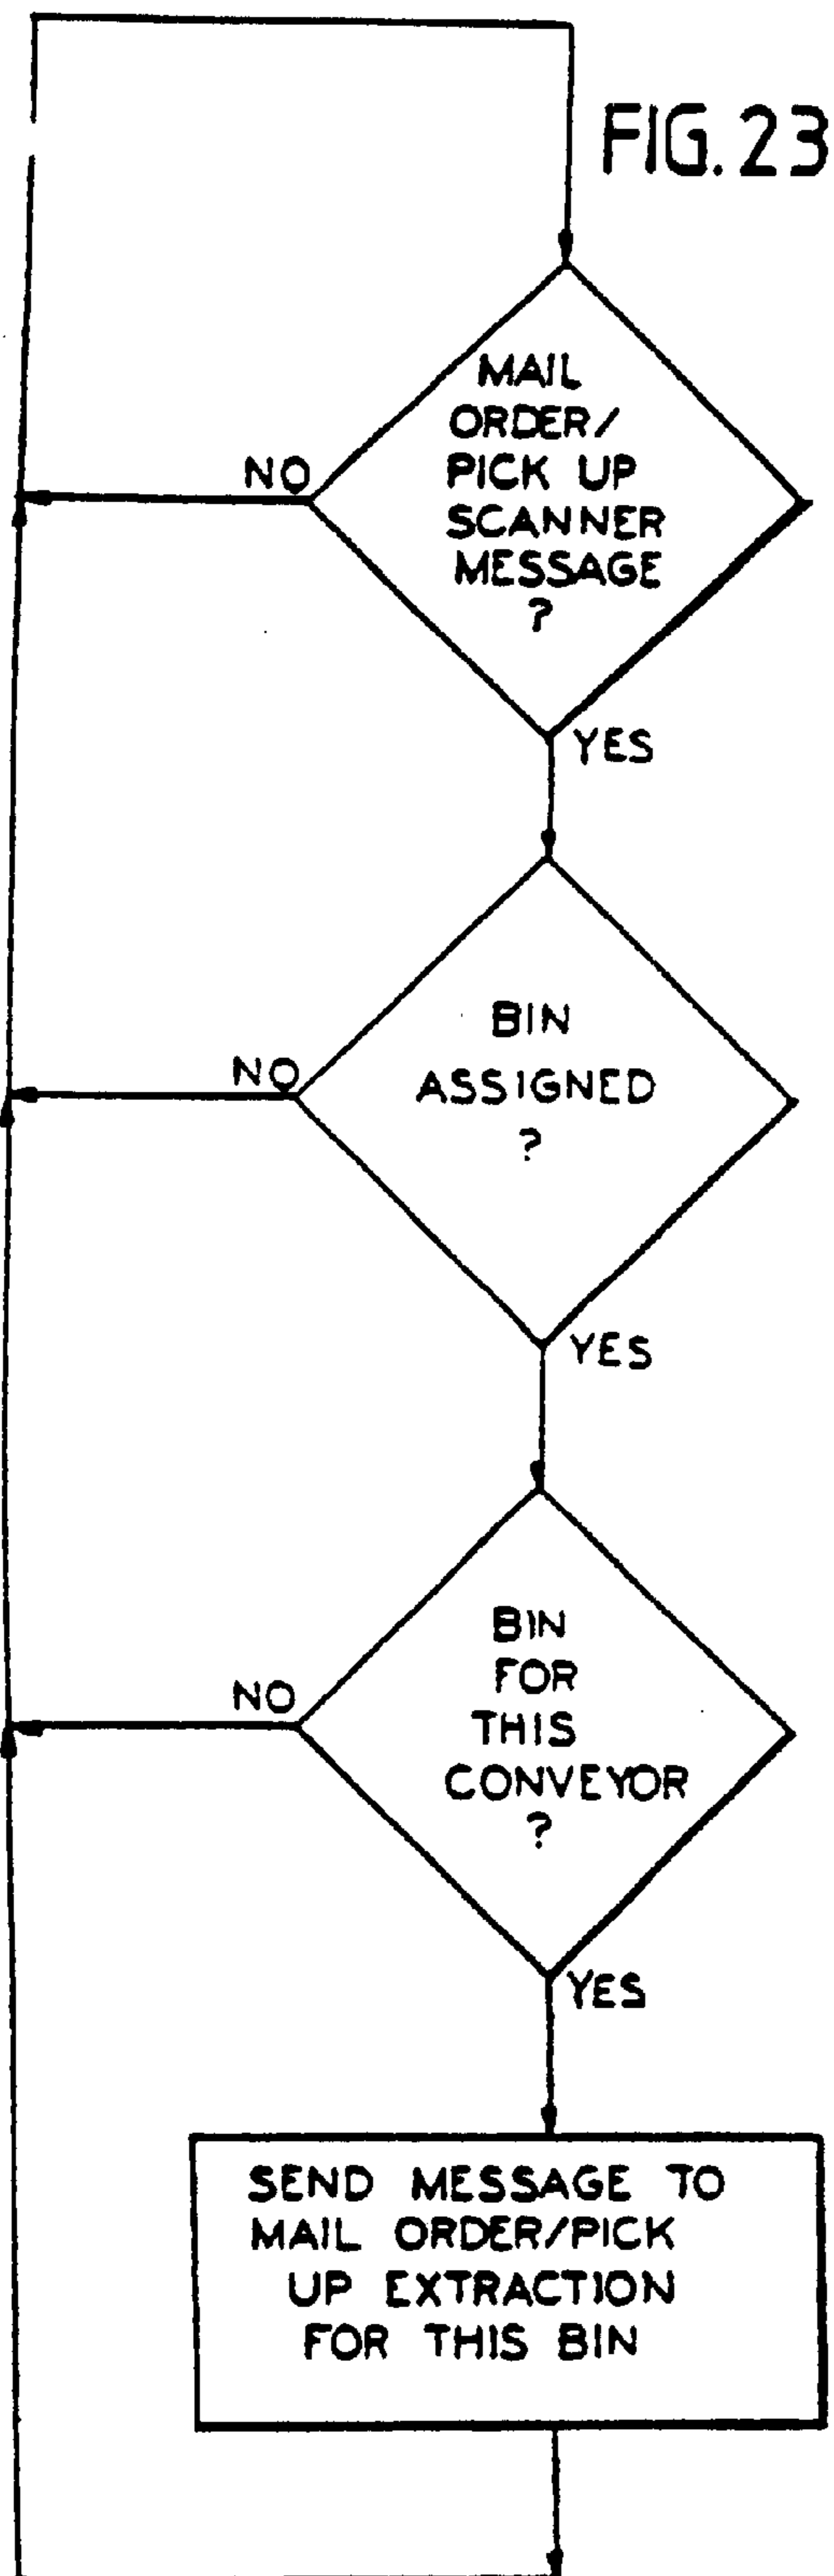 FIG. 23
MAIL
ORDER/
PICK UP
SCANNER
MESSAGE
?
NO
YES
BIN
ASSIGNED
?
NO
YES
BIN
FOR
THIS
CONVEYOR
?
NO
YES
SEND MESSAGE TO
MAIL ORDER/PICK
UP EXTRACTION
FOR THIS BIN